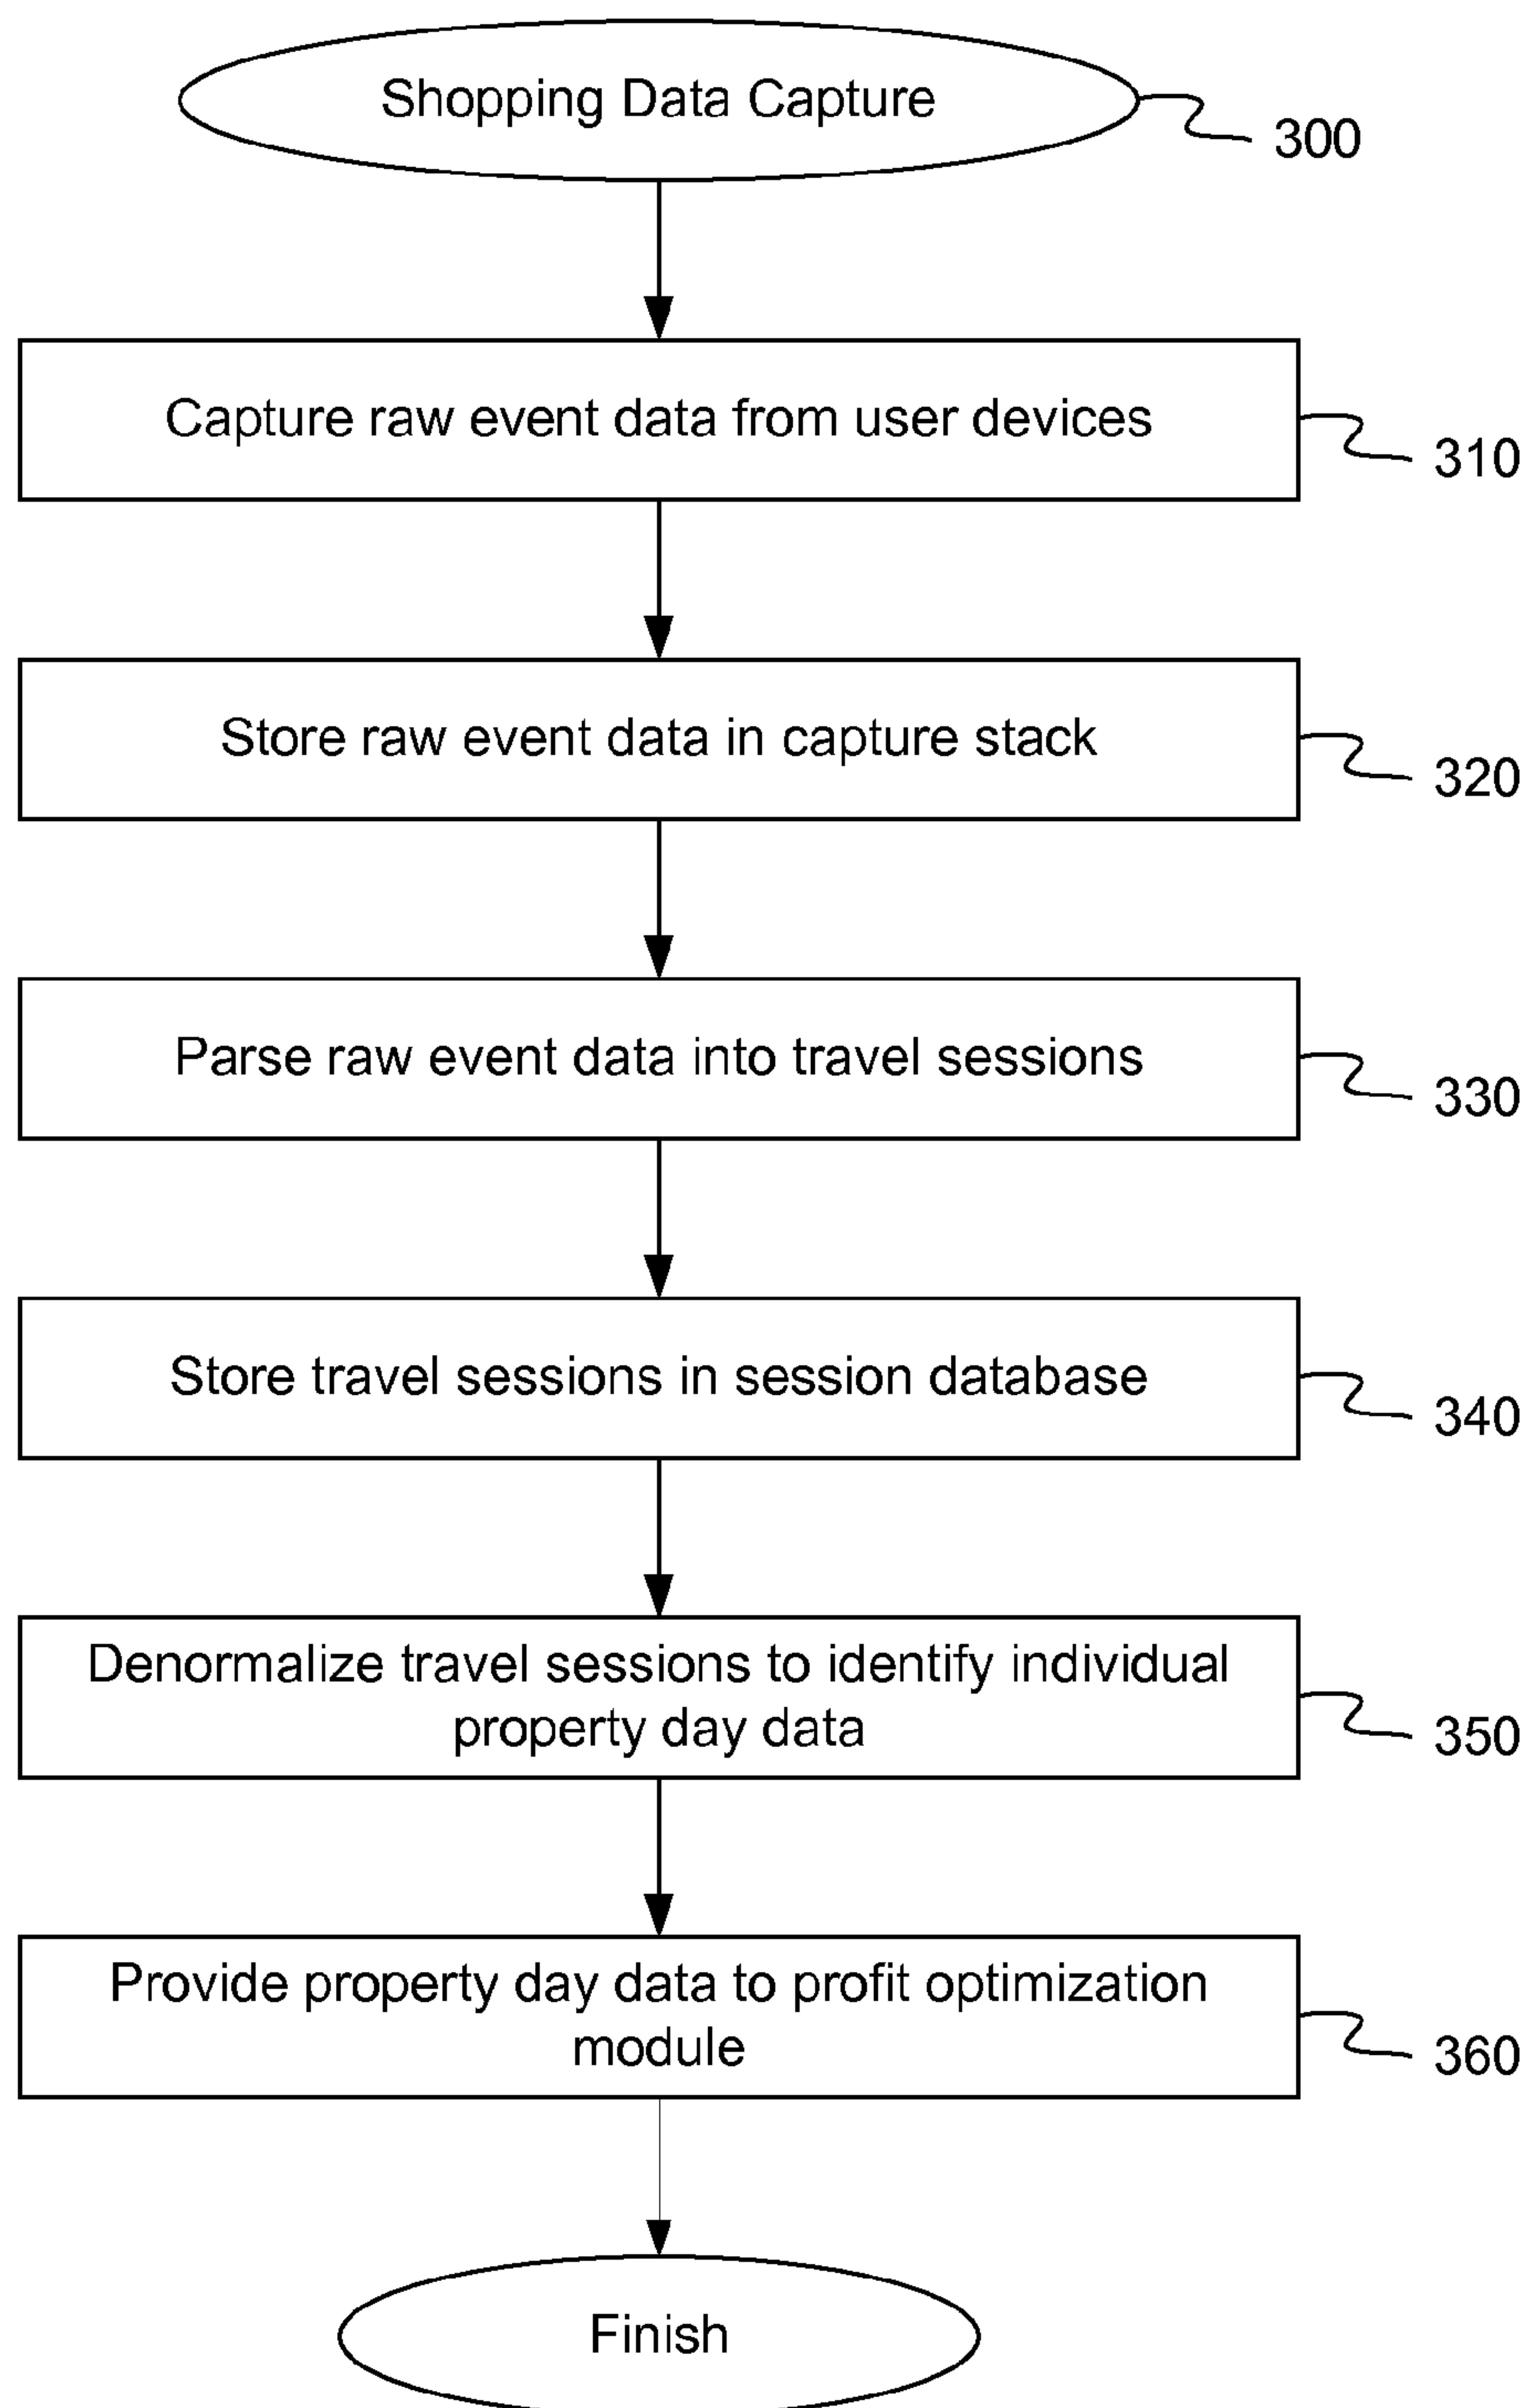 Shopping Data Capture
300
Capture raw event data from user devices
310
Store raw event data in capture stack
320
Parse raw event data into travel sessions
330
Store travel sessions in session database
340
Denormalize travel sessions to identify individual
property day data
350
Provide property day data to profit optimization
module
360
Finish